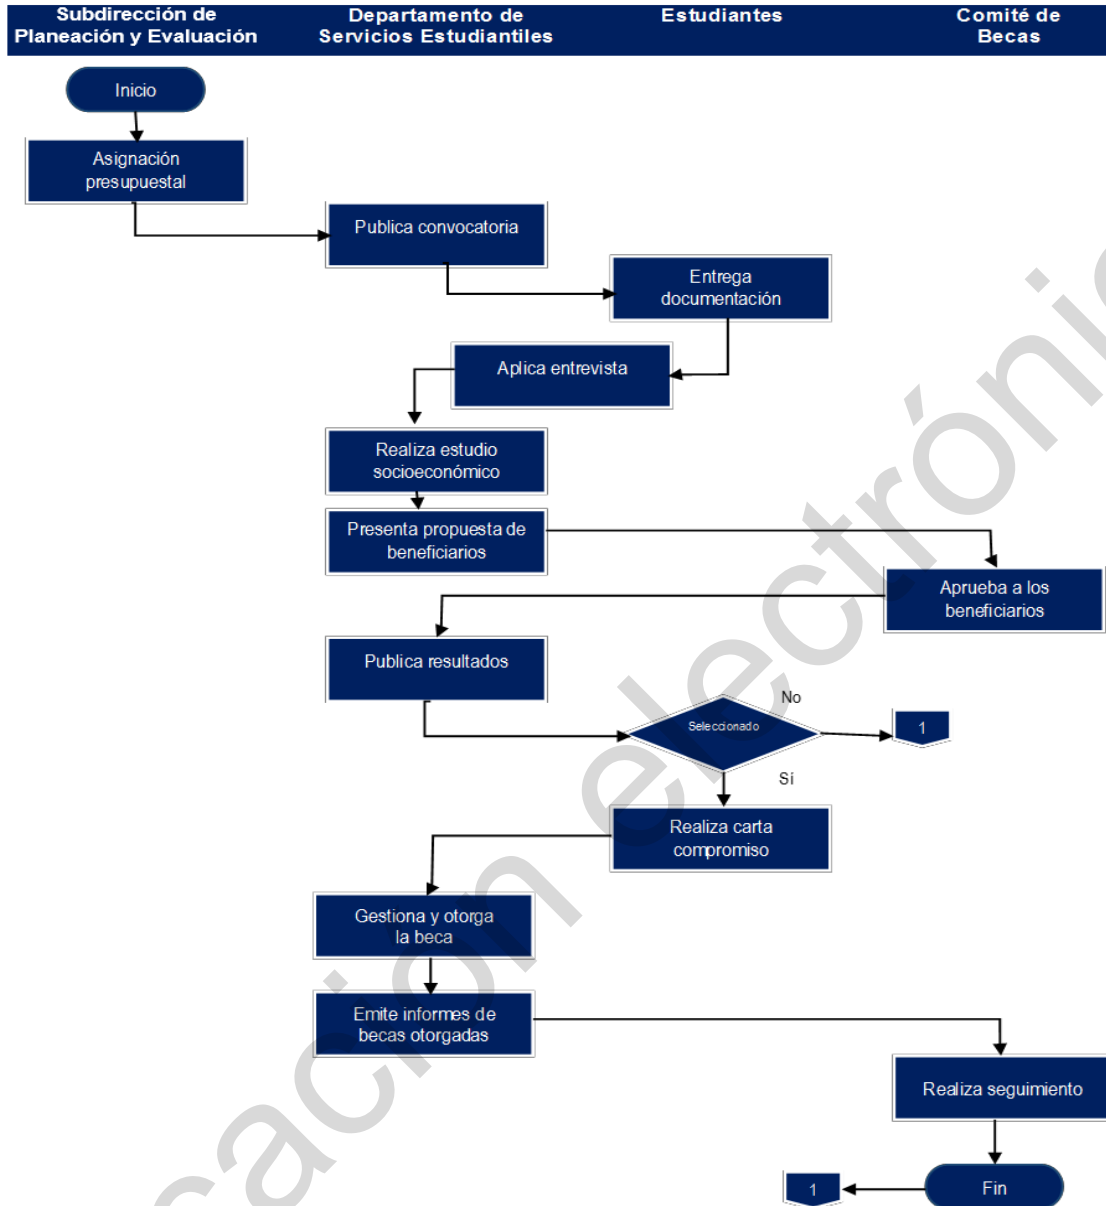 Subdirección de
Planeación y Evaluación
Departamento de
Servicios Estudiantiles
Estudiantes
Comité de
Becas
Inicio
Asignación
presupuestal
Publica convocatoria
Entrega
documentación
Aplica entrevista
Realiza estudio
socioeconómico
Presenta propuesta de
beneficiarios
Aprueba a los
beneficiarios
Publica resultados
Seleccionado
No
1
Sí
Realiza carta
compromiso
Gestiona y otorga
la beca
Emite informes de
becas otorgadas
Realiza seguimiento
Fin
1